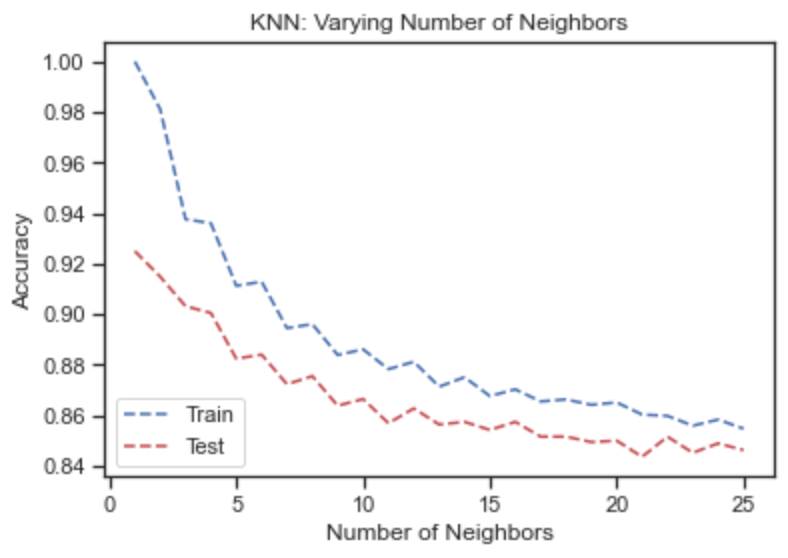 KNN: Varying Number of Neighbors
1.00
0.98
0.96
0.94
0.92
0.90
0.88
0.86
0.84
Accuracy
Train
Test
0 5 10 15 20 25
Number of Neighbors